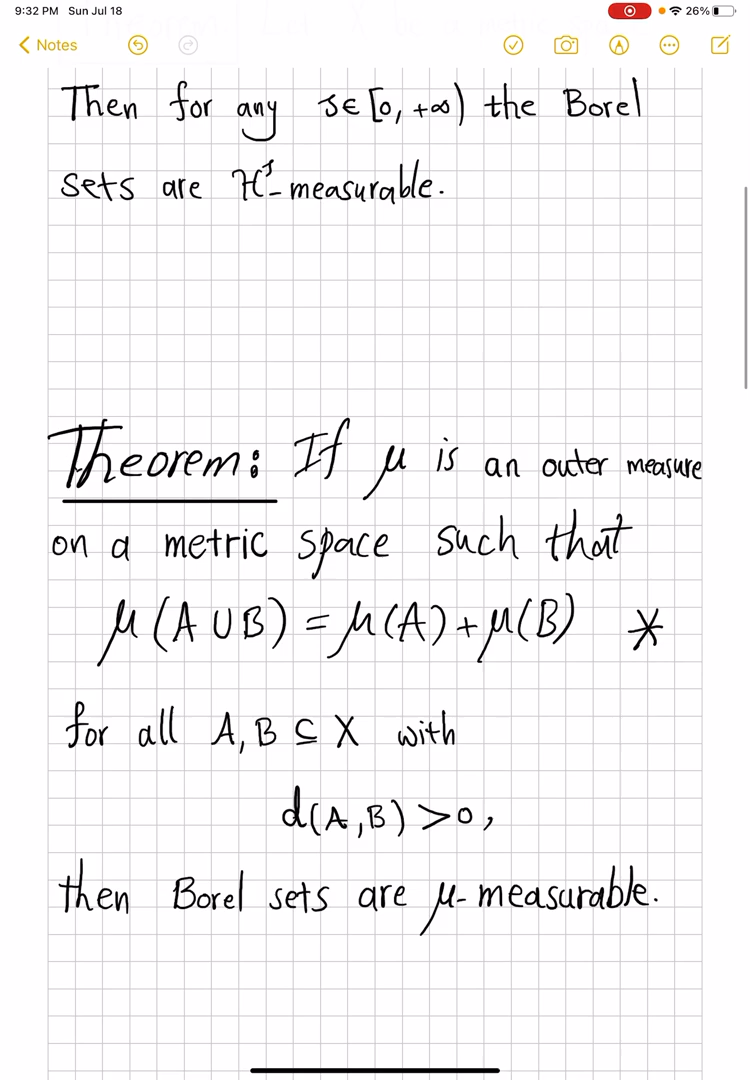 9:32 PM Sun Jul 18
26%
Notes
Then for any s∈[0, +∞) the Borel
sets are ℋˢ-measurable.
Theorem: If μ is an outer measure
on a metric space such that
μ(A∪B) = μ(A)+μ(B) *
for all A, B ⊆ X with
d(A,B) >0,
then Borel sets are μ-measurable.